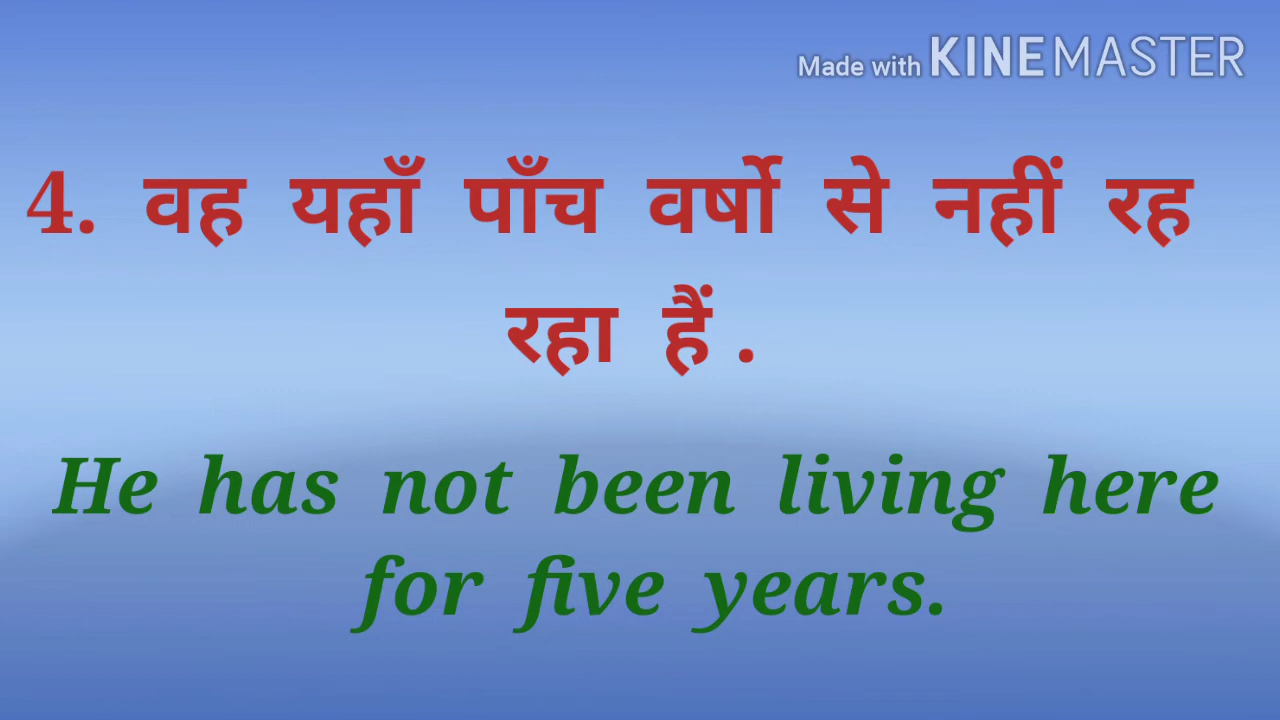 Made with KINEMASTER
4. वह यहाँ पाँच वर्षो से नहीं रह
रहा हैं .
He has not been living here
for five years.